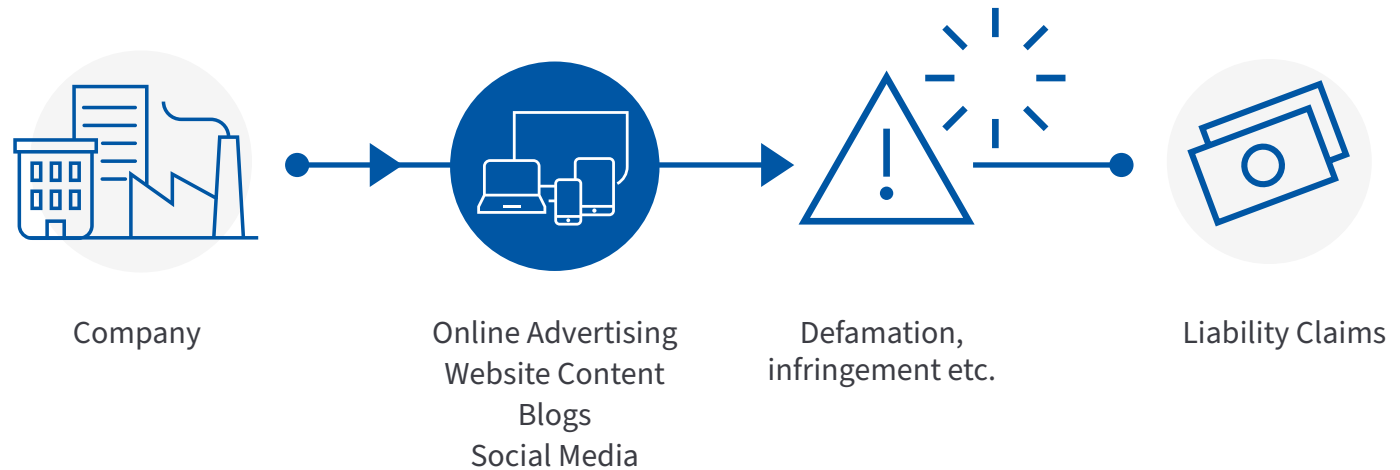 Company
Online Advertising
Website Content
Blogs
Social Media
Defamation,
infringement etc.
Liability Claims